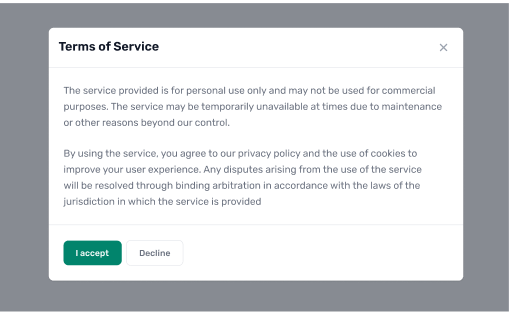 Terms of Service
The service provided is for personal use only and may not be used for commercial
purposes. The service may be temporarily unavailable at times due to maintenance
or other reasons beyond our control.
By using the service, you agree to our privacy policy and the use of cookies to
improve your user experience. Any disputes arising from the use of the service
will be resolved through binding arbitration in accordance with the laws of the
jurisdiction in which the service is provided
I accept
Decline